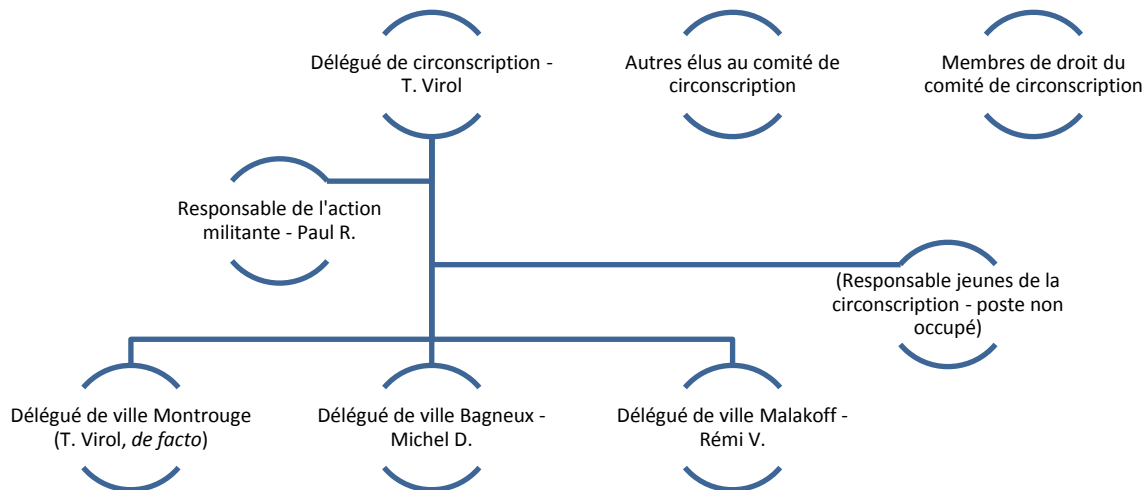 Délégué de circonscription -
T. Virol
Autres élus au comité de
circonscription
Membres de droit du
comité de circonscription
Responsable de l'action
militante - Paul R.
(Responsable jeunes de la
circonscription - poste non
occupé)
Délégué de ville Montrouge
(T. Virol, de facto)
Délégué de ville Bagneux -
Michel D.
Délégué de ville Malakoff -
Rémi V.